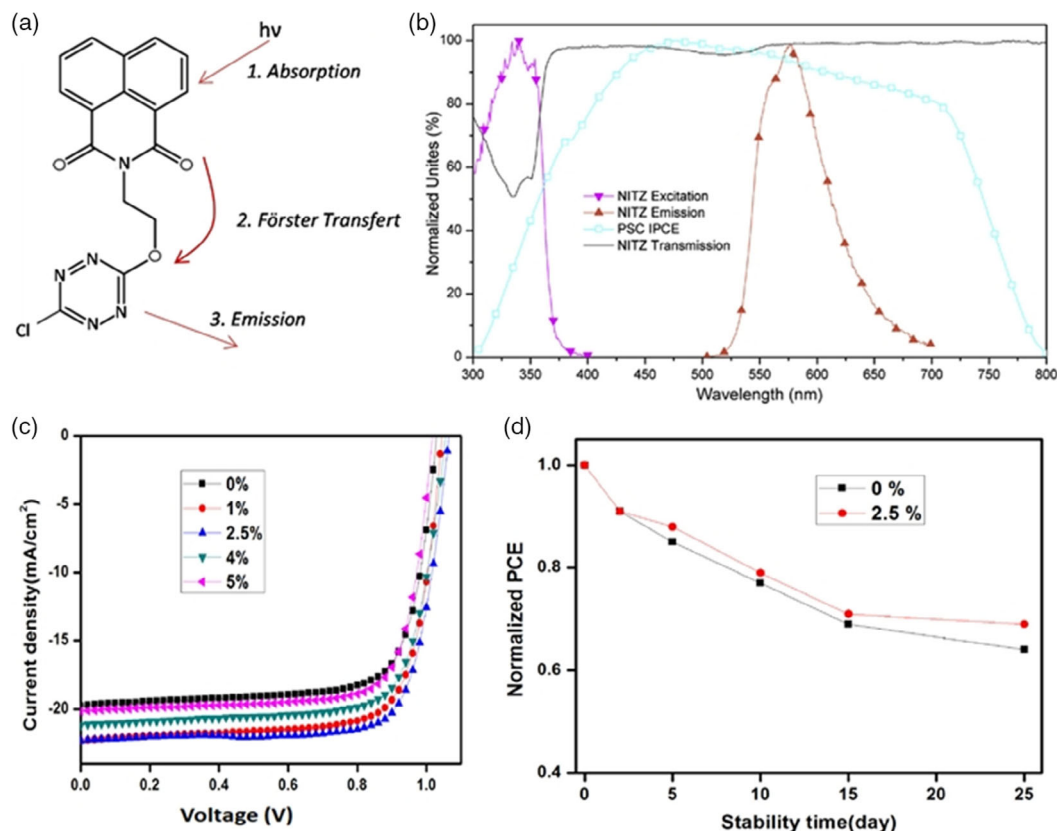 (a)
hν
1. Absorption
O
N
O
2. Förster Transfert
O
N
N
N
N
Cl
3. Emission
(b)
Normalized Unites (%)
100
80
60
40
20
0
NITZ Excitation
NITZ Emission
PSC IPCE
NITZ Transmission
300 350 400 450 500 550 600 650 700 750 800
Wavelength (nm)
(c)
Current density(mA/cm²)
0
-5
-10
-15
-20
0%
1%
2.5%
4%
5%
0.0 0.2 0.4 0.6 0.8 1.0
Voltage (V)
(d)
Normalized PCE
1.0
0.8
0.6
0.4
0 %
2.5 %
0 5 10 15 20 25
Stability time(day)